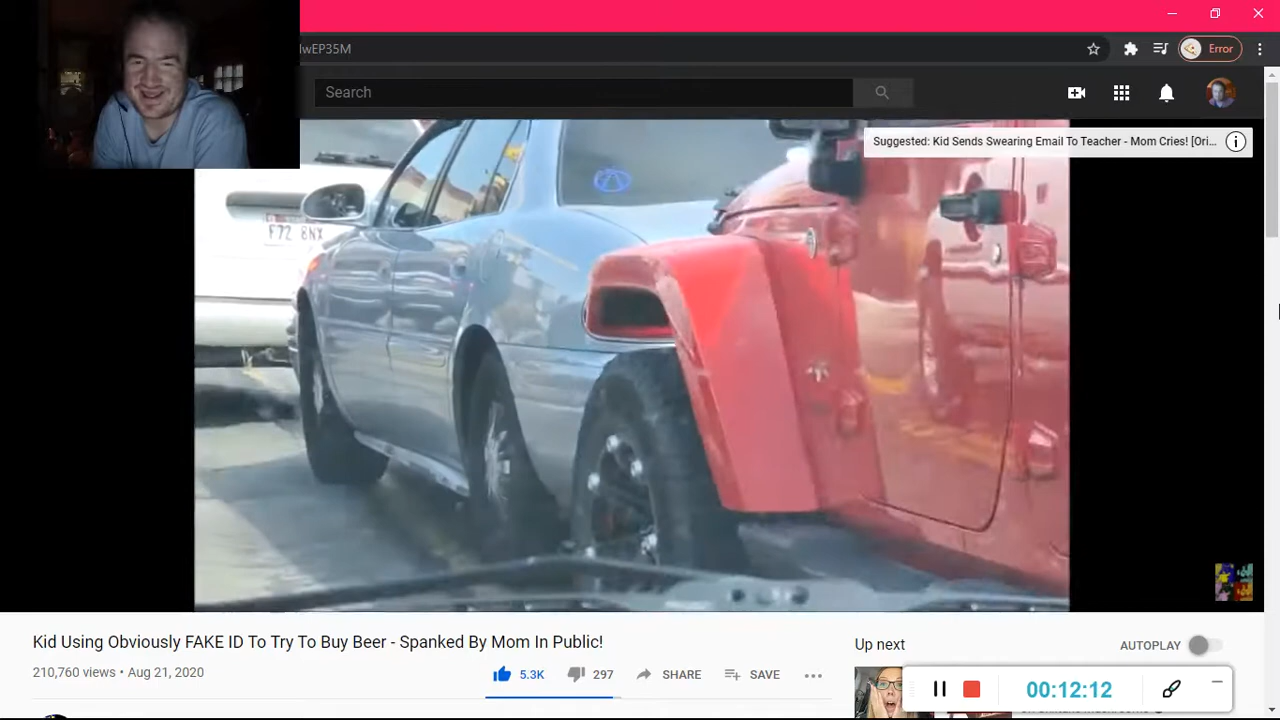 IwEP35M
Error
Search
Suggested: Kid Sends Swearing Email To Teacher - Mom Cries! [Ori...
F72 8NX
Kid Using Obviously FAKE ID To Try To Buy Beer - Spanked By Mom In Public!
210,760 views • Aug 21, 2020
5.3K
297
SHARE
SAVE
Up next
AUTOPLAY
00:12:12